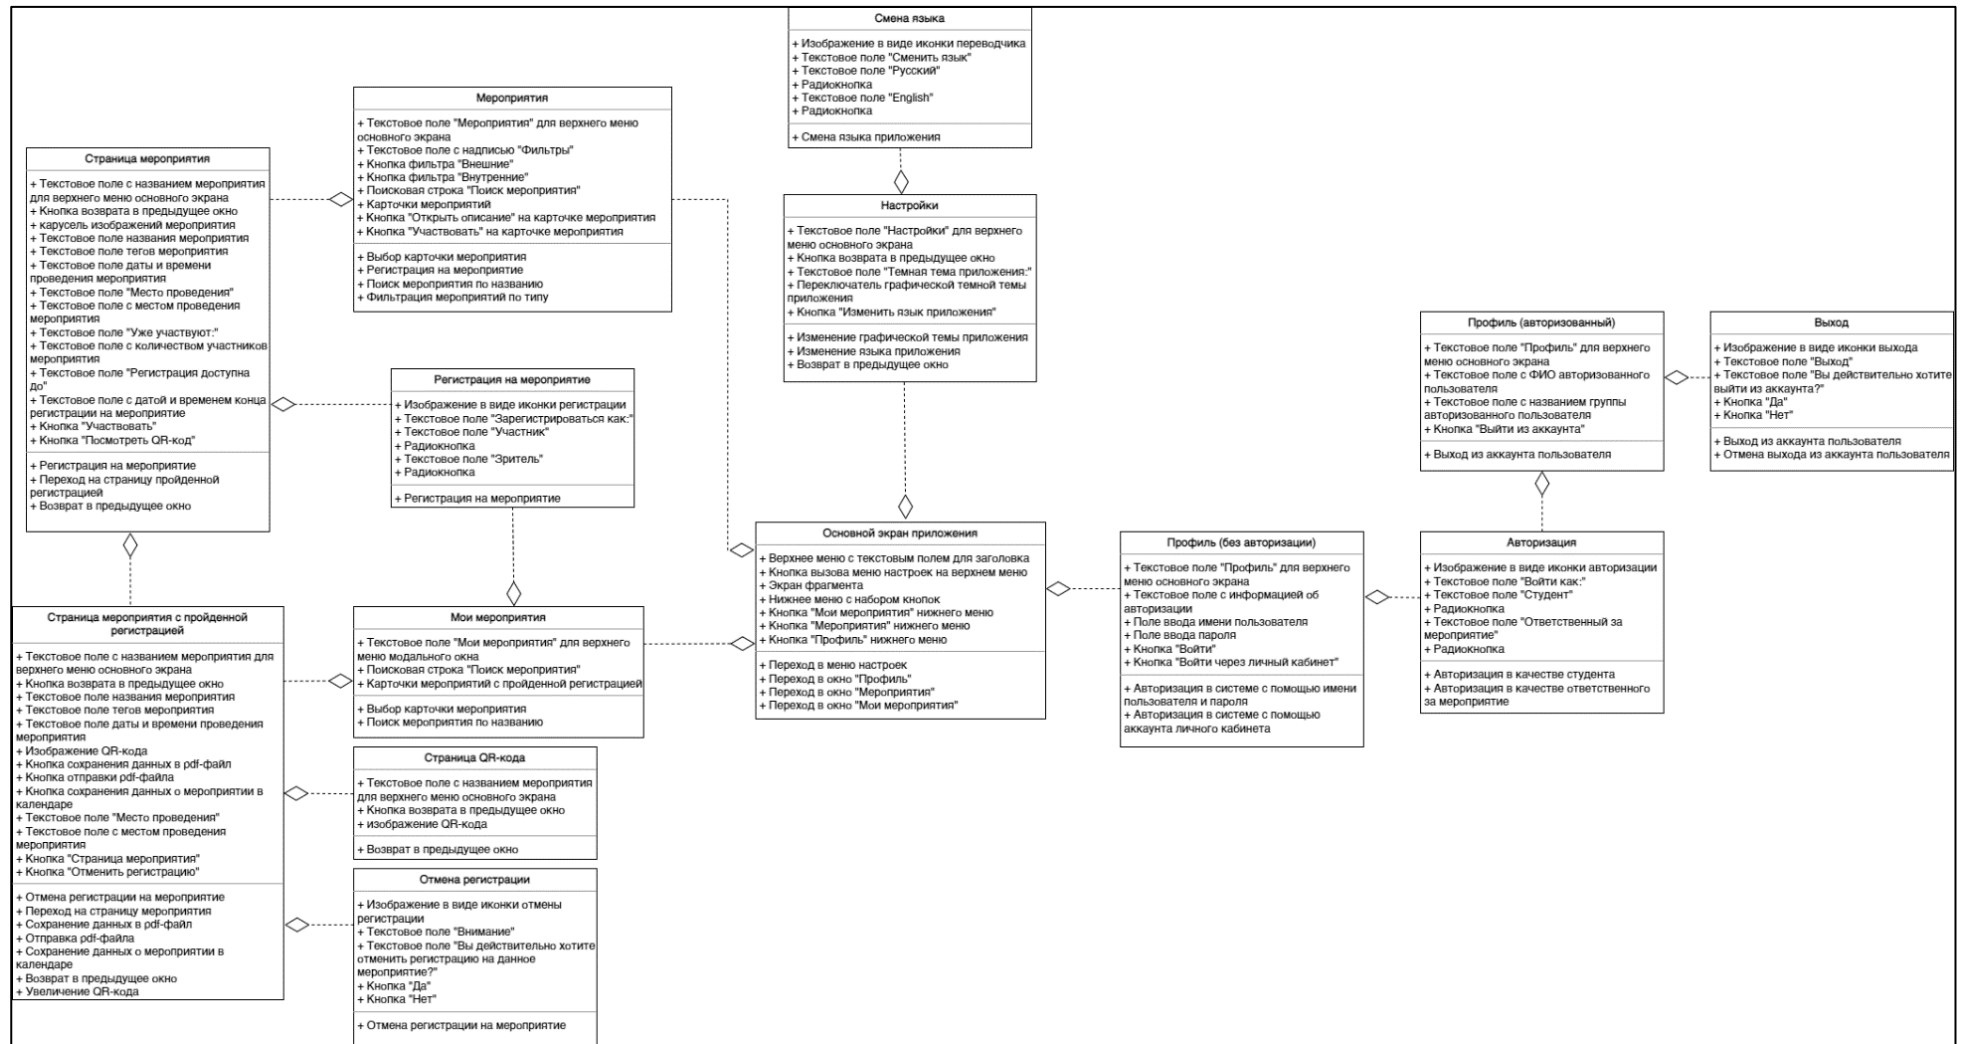 Смена языка
+ Изображение в виде иконки переводчика
+ Текстовое поле "Сменить язык"
+ Текстовое поле "Русский"
+ Радиокнопка
+ Текстовое поле "English"
+ Радиокнопка
+ Смена языка приложения
Мероприятия
+ Текстовое поле "Мероприятия" для верхнего меню
основного экрана
+ Текстовое поле с надписью "Фильтры"
+ Кнопка фильтра "Внешние"
+ Кнопка фильтра "Внутренние"
+ Поисковая строка "Поиск мероприятия"
+ Карточки мероприятий
+ Кнопка "Открыть описание" на карточке мероприятия
+ Кнопка "Участвовать" на карточке мероприятия
+ Выбор карточки мероприятия
+ Регистрация на мероприятие
+ Поиск мероприятия по названию
+ Фильтрация мероприятий по типу
Страница мероприятия
+ Текстовое поле с названием мероприятия
для верхнего меню основного экрана
+ Кнопка возврата в предыдущее окно
+ карусель изображений мероприятия
+ Текстовое поле названия мероприятия
+ Текстовое поле тегов мероприятия
+ Текстовое поле даты и времени
проведения мероприятия
+ Текстовое поле "Место проведения"
+ Текстовое поле с местом проведения
мероприятия
+ Текстовое поле "Уже участвуют:"
+ Текстовое поле с количеством участников
мероприятия
+ Текстовое поле "Регистрация доступна
до"
+ Текстовое поле с датой и временем конца
регистрации на мероприятие
+ Кнопка "Участвовать"
+ Кнопка "Посмотреть QR-код"
+ Регистрация на мероприятие
+ Переход на страницу пройденной
регистрацией
+ Возврат в предыдущее окно
Настройки
+ Текстовое поле "Настройки" для верхнего
меню основного экрана
+ Кнопка возврата в предыдущее окно
+ Текстовое поле "Темная тема приложения:"
+ Переключатель графической темной темы
приложения
+ Кнопка "Изменить язык приложения"
+ Изменение графической темы приложения
+ Изменение языка приложения
+ Возврат в предыдущее окно
Регистрация на мероприятие
+ Изображение в виде иконки регистрации
+ Текстовое поле "Зарегистрироваться как:"
+ Текстовое поле "Участник"
+ Радиокнопка
+ Текстовое поле "Зритель"
+ Радиокнопка
+ Регистрация на мероприятие
Профиль (авторизованный)
+ Текстовое поле "Профиль" для верхнего
меню основного экрана
+ Текстовое поле с ФИО авторизованного
пользователя
+ Текстовое поле с названием группы
авторизованного пользователя
+ Кнопка "Выйти из аккаунта"
+ Выход из аккаунта пользователя
Выход
+ Изображение в виде иконки выхода
+ Текстовое поле "Выход"
+ Текстовое поле "Вы действительно хотите
выйти из аккаунта?"
+ Кнопка "Да"
+ Кнопка "Нет"
+ Выход из аккаунта пользователя
+ Отмена выхода из аккаунта пользователя
Основной экран приложения
+ Верхнее меню с текстовым полем для заголовка
+ Кнопка вызова меню настроек на верхнем меню
+ Экран фрагмента
+ Нижнее меню с набором кнопок
+ Кнопка "Мои мероприятия" нижнего меню
+ Кнопка "Мероприятия" нижнего меню
+ Кнопка "Профиль" нижнего меню
+ Переход в меню настроек
+ Переход в окно "Профиль"
+ Переход в окно "Мероприятия"
+ Переход в окно "Мои мероприятия"
Профиль (без авторизации)
+ Текстовое поле "Профиль" для верхнего
меню основного экрана
+ Текстовое поле с информацией об
авторизации
+ Поле ввода имени пользователя
+ Поле ввода пароля
+ Кнопка "Войти"
+ Кнопка "Войти через личный кабинет"
+ Авторизация в системе с помощью имени
пользователя и пароля
+ Авторизация в системе с помощью
аккаунта личного кабинета
Авторизация
+ Изображение в виде иконки авторизации
+ Текстовое поле "Войти как:"
+ Текстовое поле "Студент"
+ Радиокнопка
+ Текстовое поле "Ответственный за
мероприятие"
+ Радиокнопка
+ Авторизация в качестве студента
+ Авторизация в качестве ответственного
за мероприятие
Страница мероприятия с пройденной
регистрацией
+ Текстовое поле с названием мероприятия для
верхнего меню основного экрана
+ Кнопка возврата в предыдущее окно
+ Текстовое поле названия мероприятия
+ Текстовое поле тегов мероприятия
+ Текстовое поле даты и времени проведения
мероприятия
+ Изображение QR-кода
+ Кнопка сохранения данных в pdf-файл
+ Кнопка отправки pdf-файла
+ Кнопка сохранения данных о мероприятии в
календаре
+ Текстовое поле "Место проведения"
+ Текстовое поле с местом проведения
мероприятия
+ Кнопка "Страница мероприятия"
+ Кнопка "Отменить регистрацию"
+ Отмена регистрации на мероприятие
+ Переход на страницу мероприятия
+ Сохранение данных в pdf-файл
+ Отправка pdf-файла
+ Сохранение данных о мероприятии в
календаре
+ Возврат в предыдущее окно
+ Увеличение QR-кода
Мои мероприятия
+ Текстовое поле "Мои мероприятия" для верхнего
меню модального окна
+ Поисковая строка "Поиск мероприятия"
+ Карточки мероприятий с пройденной регистрацией
+ Выбор карточки мероприятия
+ Поиск мероприятия по названию
Страница QR-кода
+ Текстовое поле с названием мероприятия
для верхнего меню основного экрана
+ Кнопка возврата в предыдущее окно
+ изображение QR-кода
+ Возврат в предыдущее окно
Отмена регистрации
+ Изображение в виде иконки отмены
регистрации
+ Текстовое поле "Внимание"
+ Текстовое поле "Вы действительно хотите
отменить регистрацию на данное
мероприятие?"
+ Кнопка "Да"
+ Кнопка "Нет"
+ Отмена регистрации на мероприятие